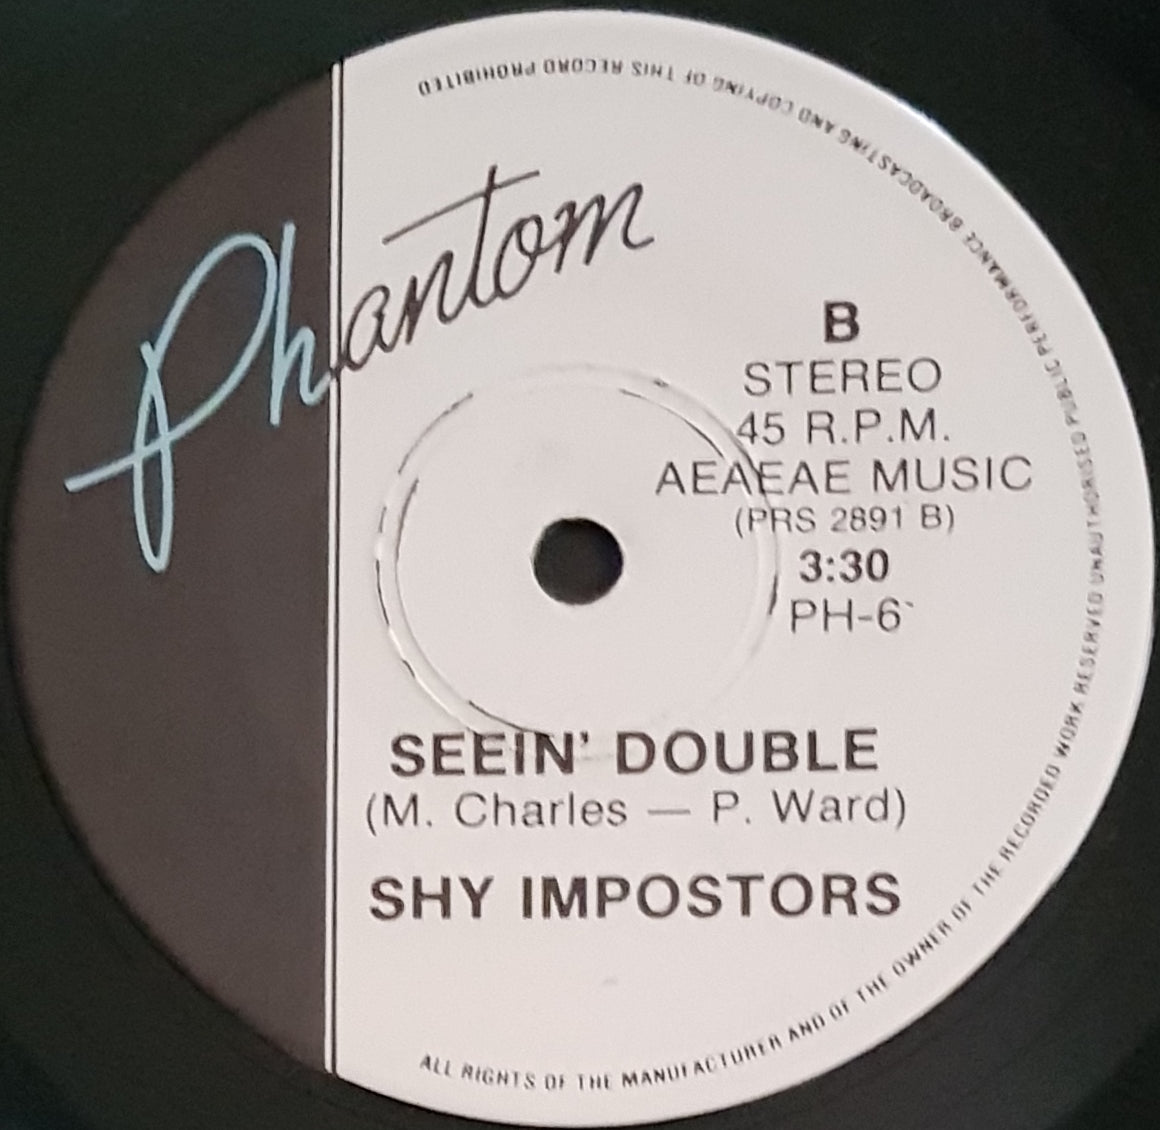 Phantom
B
STEREO
45 R.P.M.
AEAEAE MUSIC
(PRS 2891 B)
3:30
PH-6
SEEIN' DOUBLE
(M. Charles — P. Ward)
SHY IMPOSTORS
ALL RIGHTS OF THE MANUFACTURER AND OF THE OWNER OF THE RECORDED WORK RESERVED UNAUTHORISED PUBLIC PERFORMANCE BROADCASTING AND COPYING OF THIS RECORD PROHIBITED